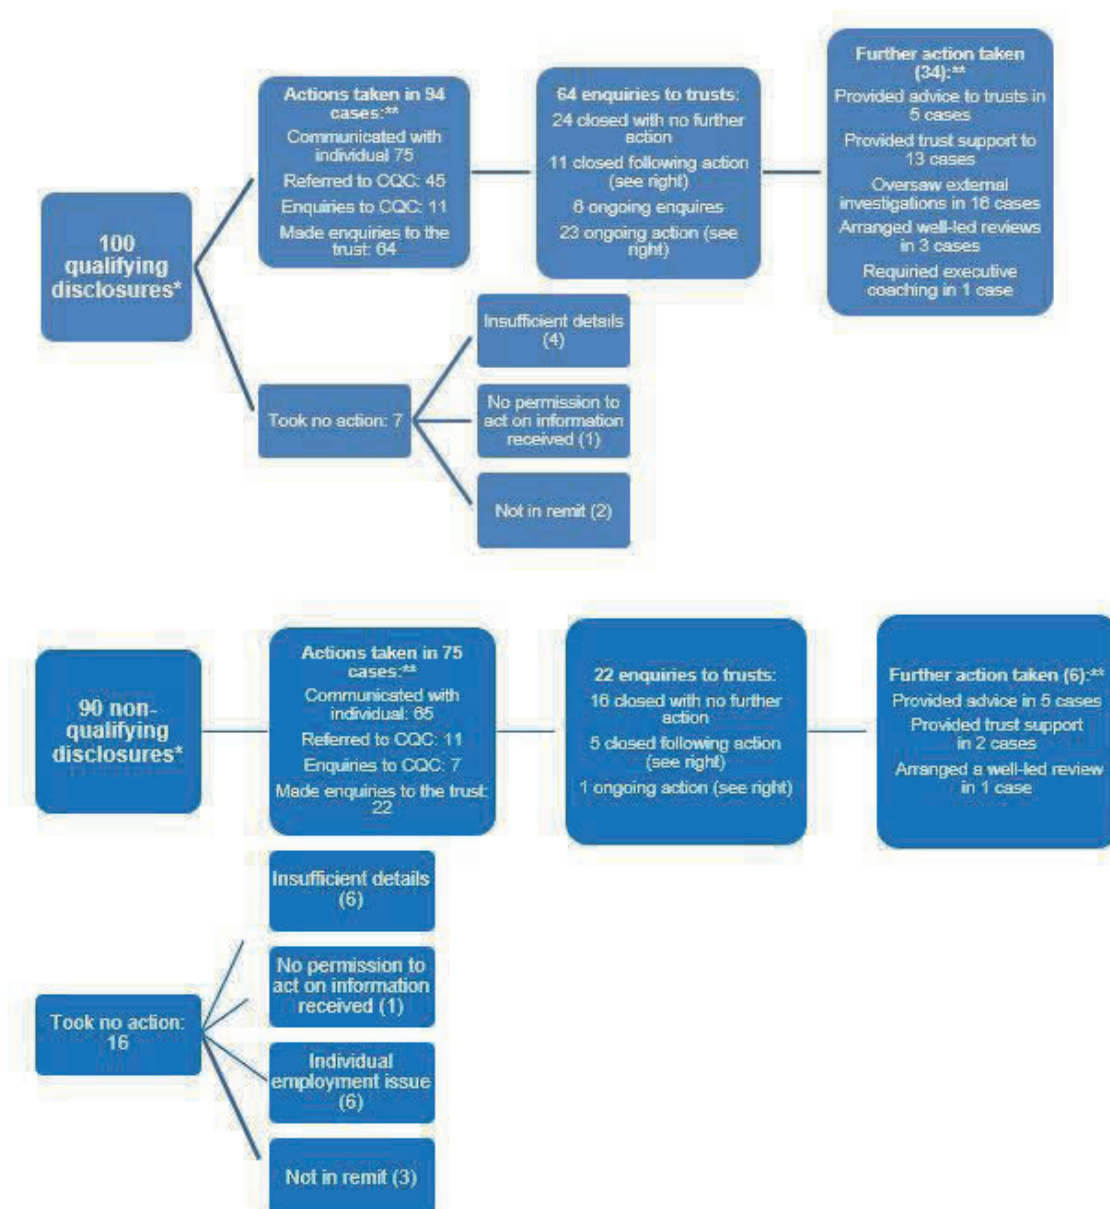 100
qualifying
disclosures*
Actions taken in 94
cases:**
Communicated with
individual 75
Referred to CQC: 45
Enquiries to CQC: 11
Made enquiries to the
trust: 64
64 enquiries to trusts:
24 closed with no further
action
11 closed following action
(see right)
6 ongoing enquires
23 ongoing action (see
right)
Further action taken
(34):**
Provided advice to trusts in
5 cases
Provided trust support to
13 cases
Oversaw external
investigations in 16 cases
Arranged well-led reviews
in 3 cases
Requiried executive
coaching in 1 case
Took no action: 7
Insufficient details
(4)
No permission to
act on information
received (1)
Not in remit (2)
90 non-
qualifying
disclosures*
Actions taken in 75
cases:**
Communicated with
individual: 65
Referred to CQC: 11
Enquiries to CQC: 7
Made enquiries to the trust:
22
22 enquiries to trusts:
16 closed with no further
action
5 closed following action
(see right)
1 ongoing action (see right)
Further action taken (6):**
Provided advice in 5 cases
Provided trust support
in 2 cases
Arranged a well-led review
in 1 case
Took no action:
16
Insufficient details
(6)
No permission to
act on information
received (1)
Individual
employment issue
(6)
Not in remit (3)